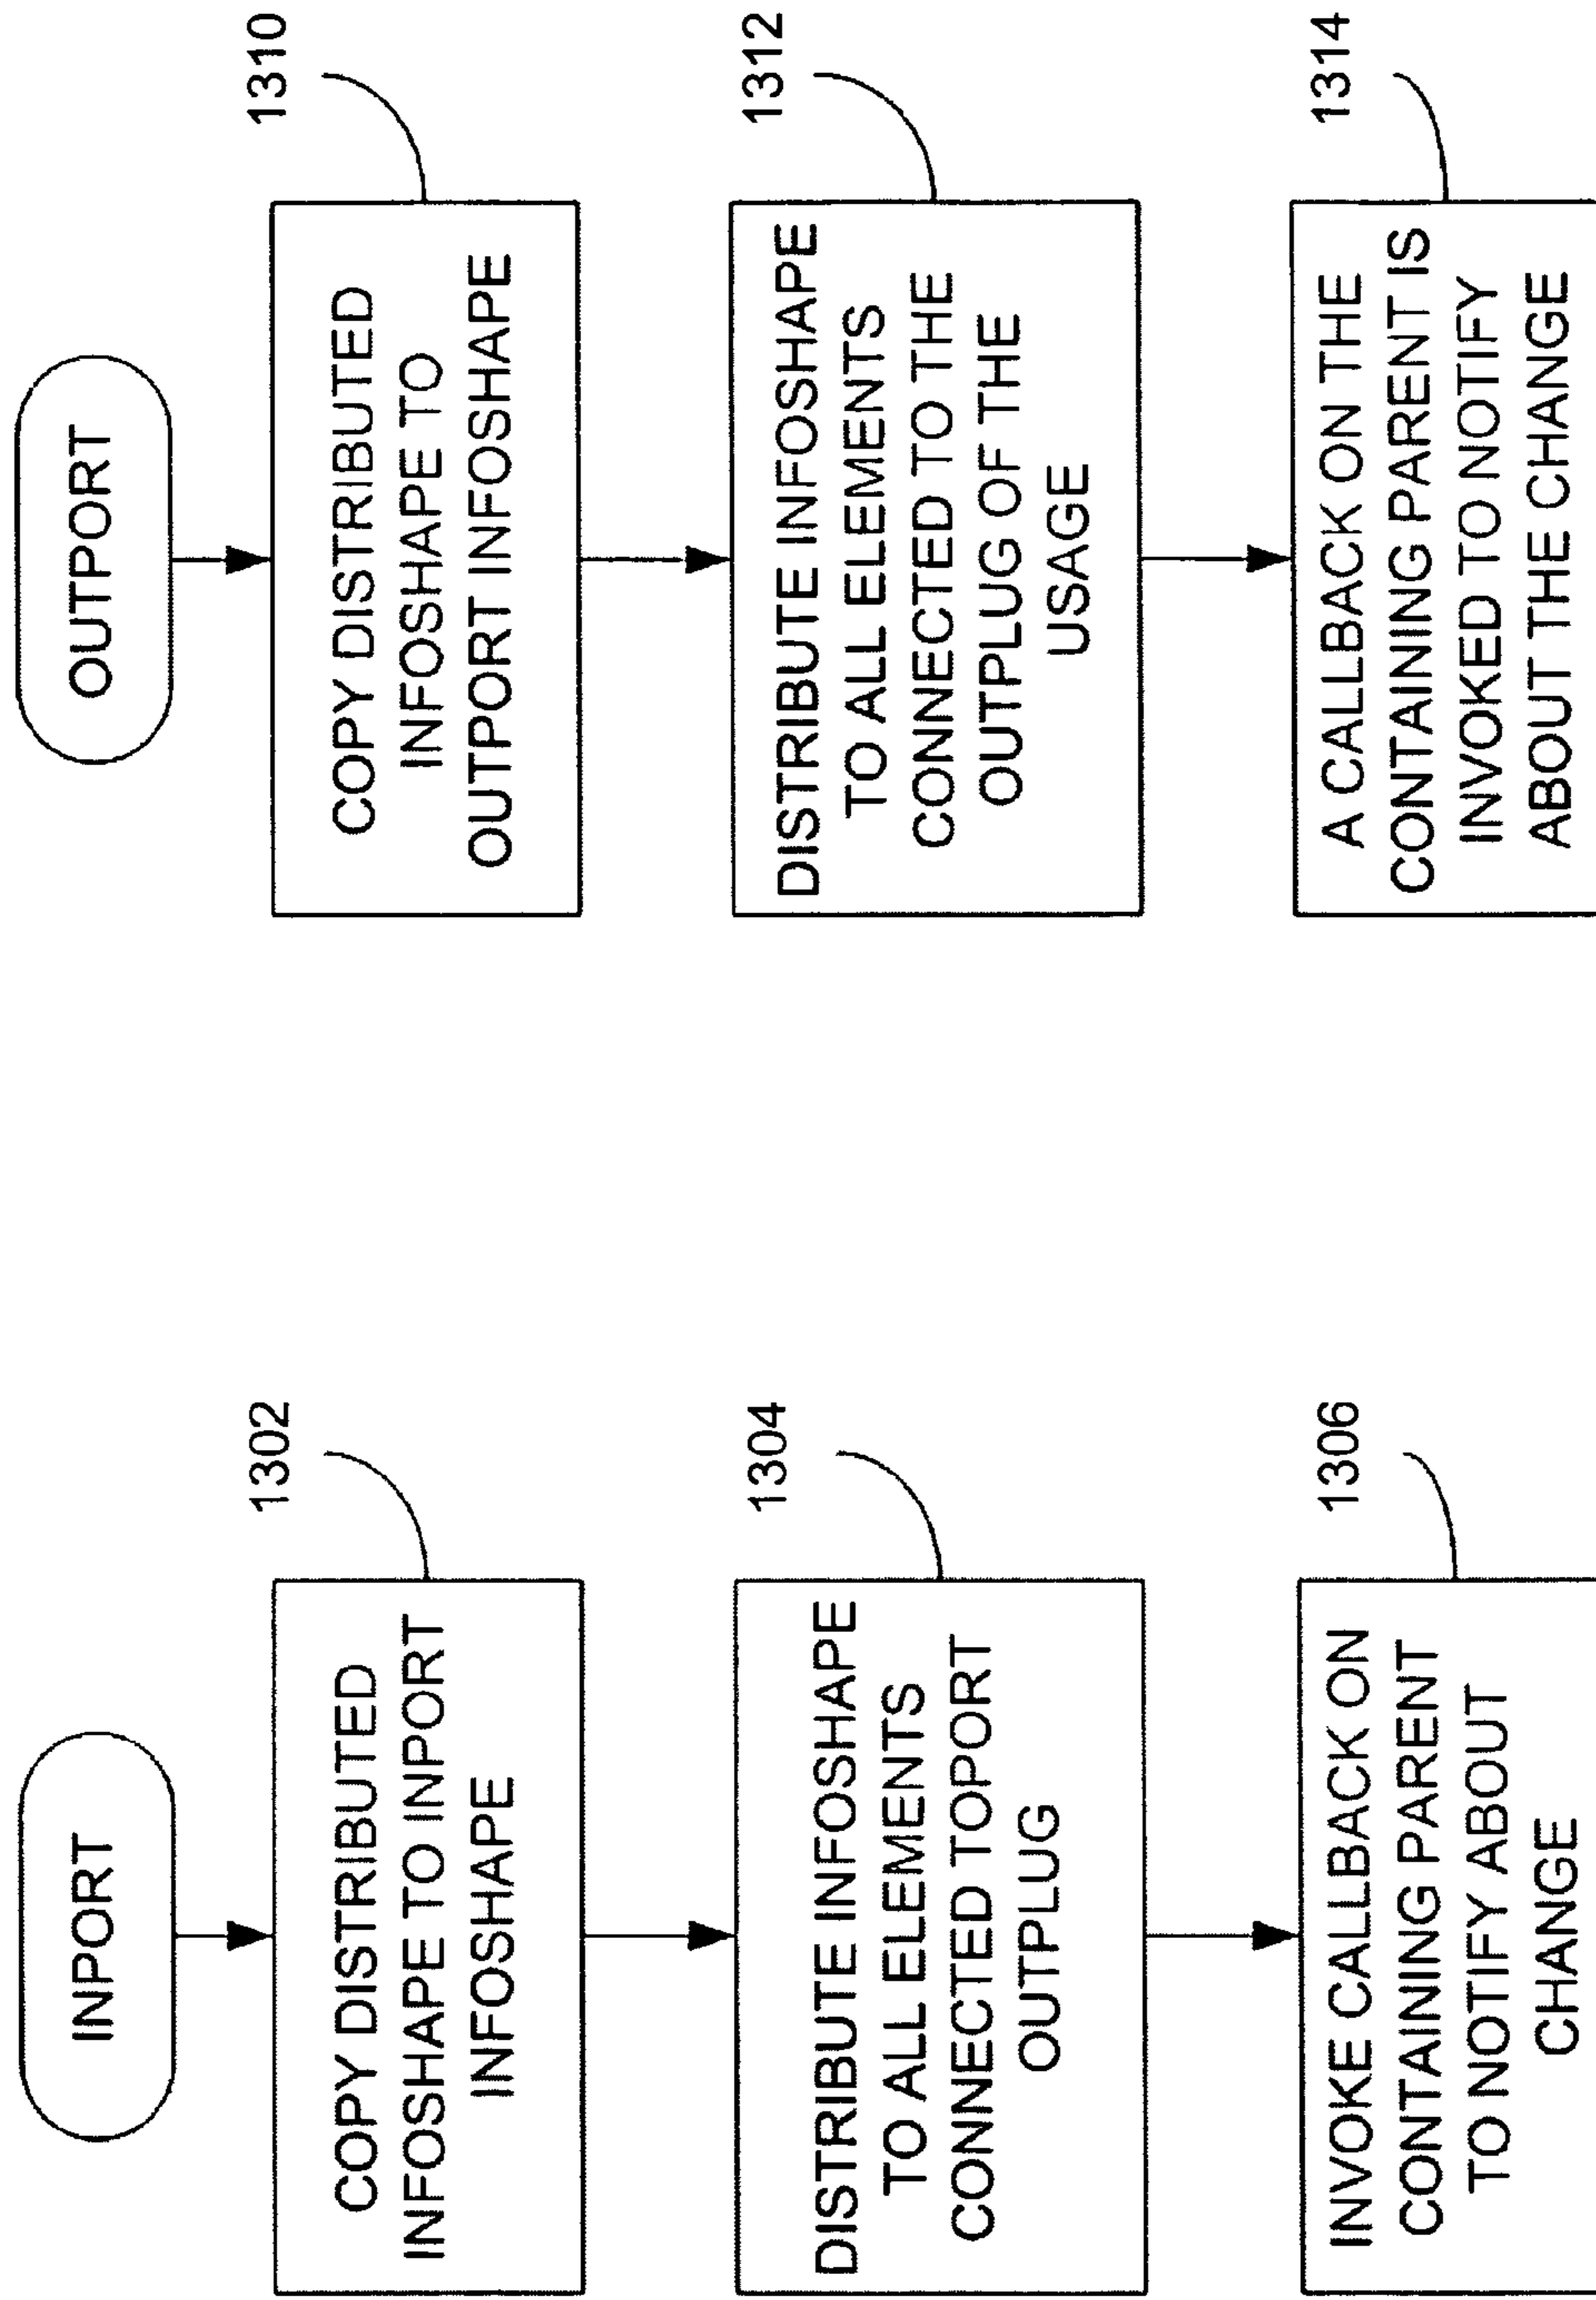 INPORT
COPY DISTRIBUTED
INFOSHAPE TO INPORT
INFOSHAPE
1302
DISTRIBUTE INFOSHAPE
TO ALL ELEMENTS
CONNECTED TOPORT
OUTPLUG
1304
INVOKE CALLBACK ON
CONTAINING PARENT
TO NOTIFY ABOUT
CHANGE
1306
OUTPORT
COPY DISTRIBUTED
INFOSHAPE TO
OUTPORT INFOSHAPE
1310
DISTRIBUTE INFOSHAPE
TO ALL ELEMENTS
CONNECTED TO THE
OUTPLUG OF THE
USAGE
1312
A CALLBACK ON THE
CONTAINING PARENT IS
INVOKED TO NOTIFY
ABOUT THE CHANGE
1314